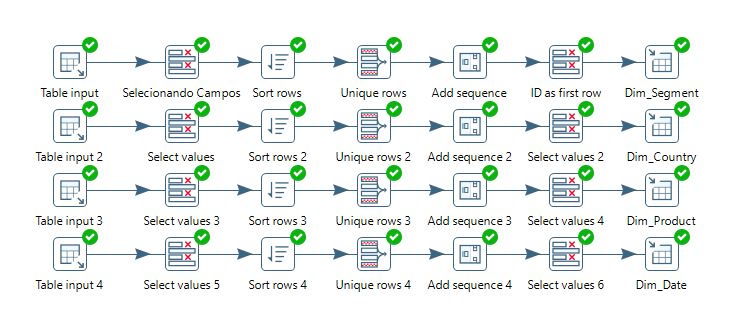 Table input Selecionando Campos Sort rows Unique rows Add sequence ID as first row Dim_Segment
Table input 2 Select values Sort rows 2 Unique rows 2 Add sequence 2 Select values 2 Dim_Country
Table input 3 Select values 3 Sort rows 3 Unique rows 3 Add sequence 3 Select values 4 Dim_Product
Table input 4 Select values 5 Sort rows 4 Unique rows 4 Add sequence 4 Select values 6 Dim_Date